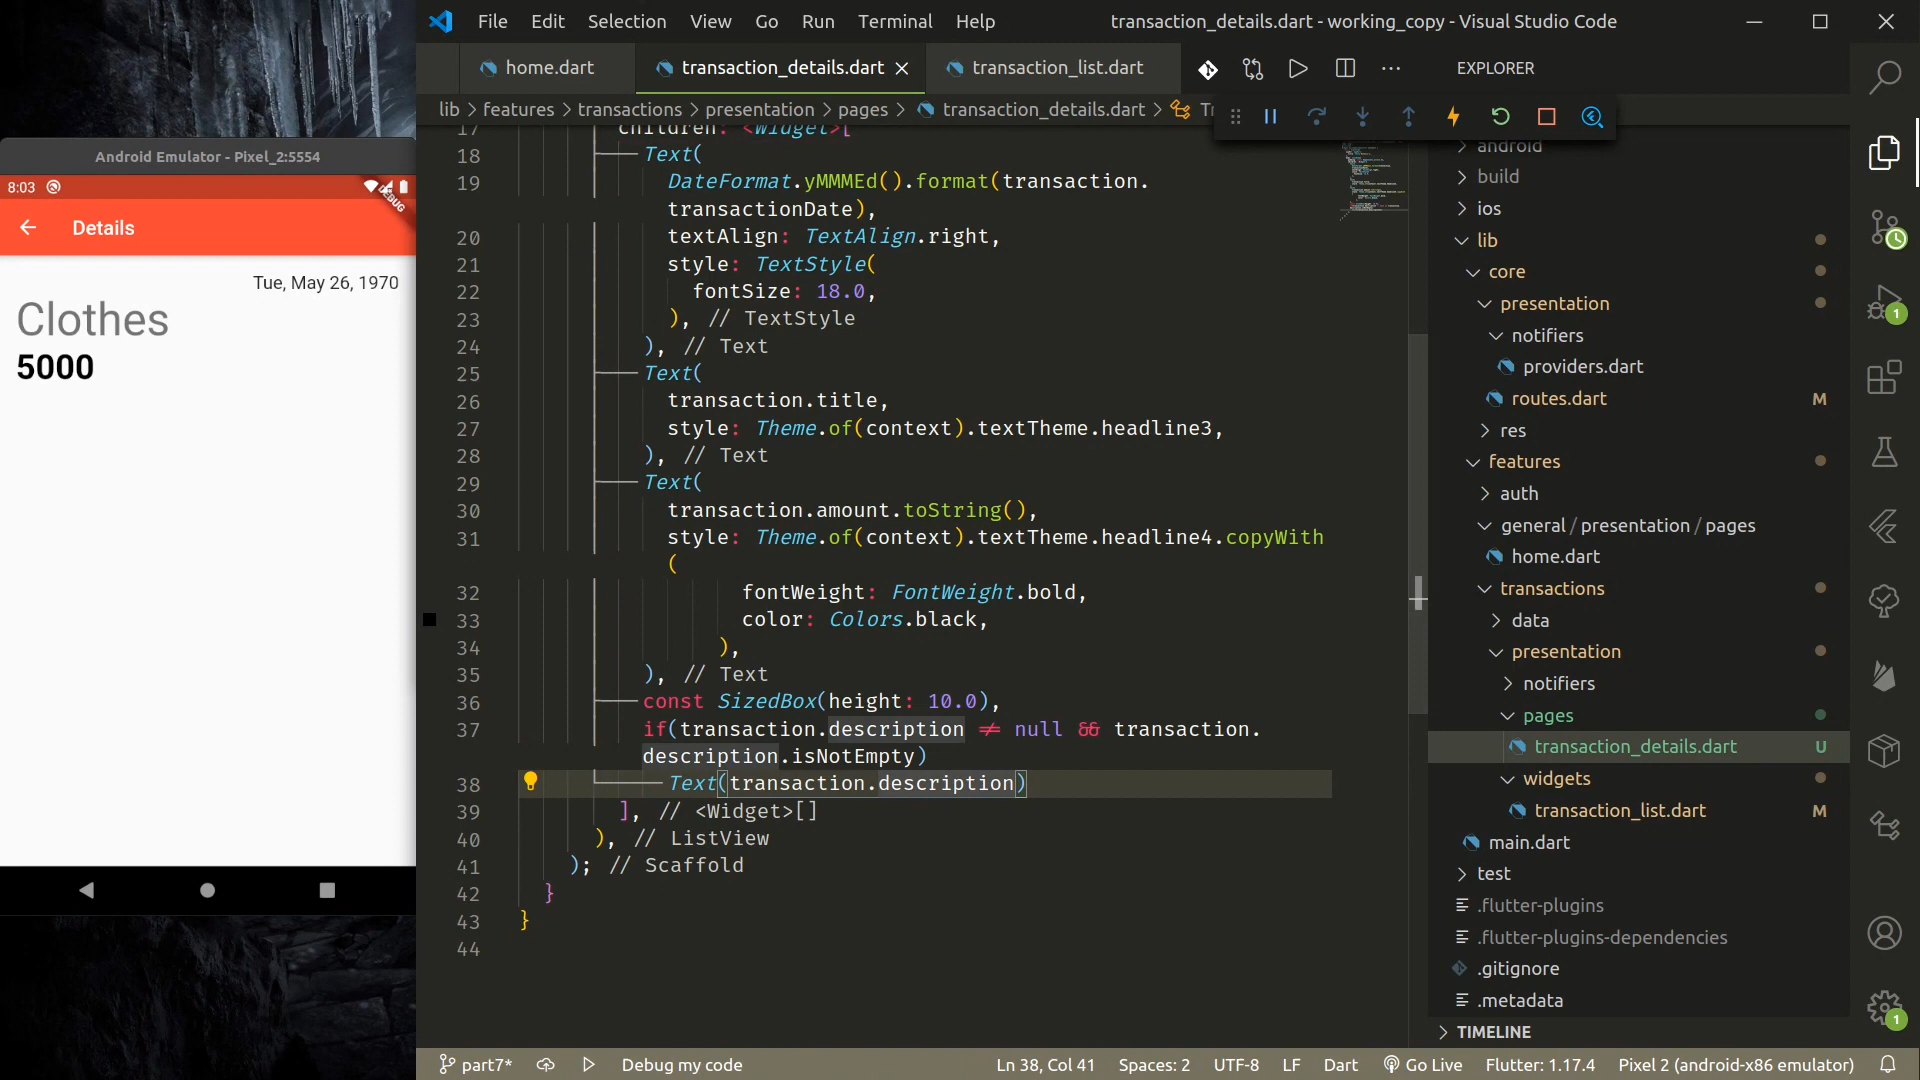 File Edit Selection View Go Run Terminal Help
transaction_details.dart - working_copy - Visual Studio Code
home.dart
transaction_details.dart
transaction_list.dart
EXPLORER
lib > features > transactions > presentation > pages > transaction_details.dart >
Android Emulator - Pixel_2:5554
8:03
DEBUG
Details
Tue, May 26, 1970
Clothes
5000
17 children: <Widget>[
18 Text(
19 DateFormat.yMMMEd().format(transaction.
transactionDate),
20 textAlign: TextAlign.right,
21 style: TextStyle(
22 fontSize: 18.0,
23 ), // TextStyle
24 ), // Text
25 Text(
26 transaction.title,
27 style: Theme.of(context).textTheme.headline3,
28 ), // Text
29 Text(
30 transaction.amount.toString(),
31 style: Theme.of(context).textTheme.headline4.copyWith
(
32 fontWeight: FontWeight.bold,
33 color: Colors.black,
34 ),
35 ), // Text
36 const SizedBox(height: 10.0),
37 if(transaction.description != null && transaction.
description.isNotEmpty)
38 Text(transaction.description)
39 ], // <Widget>[]
40 ), // ListView
41 ); // Scaffold
42 }
43 }
44
android
build
ios
lib
core
presentation
notifiers
providers.dart
routes.dart M
res
features
auth
general / presentation / pages
home.dart
transactions
data
presentation
notifiers
pages
transaction_details.dart U
widgets
transaction_list.dart M
main.dart
test
.flutter-plugins
.flutter-plugins-dependencies
.gitignore
.metadata
TIMELINE
1
1
part7* Debug my code Ln 38, Col 41 Spaces: 2 UTF-8 LF Dart Go Live Flutter: 1.17.4 Pixel 2 (android-x86 emulator)